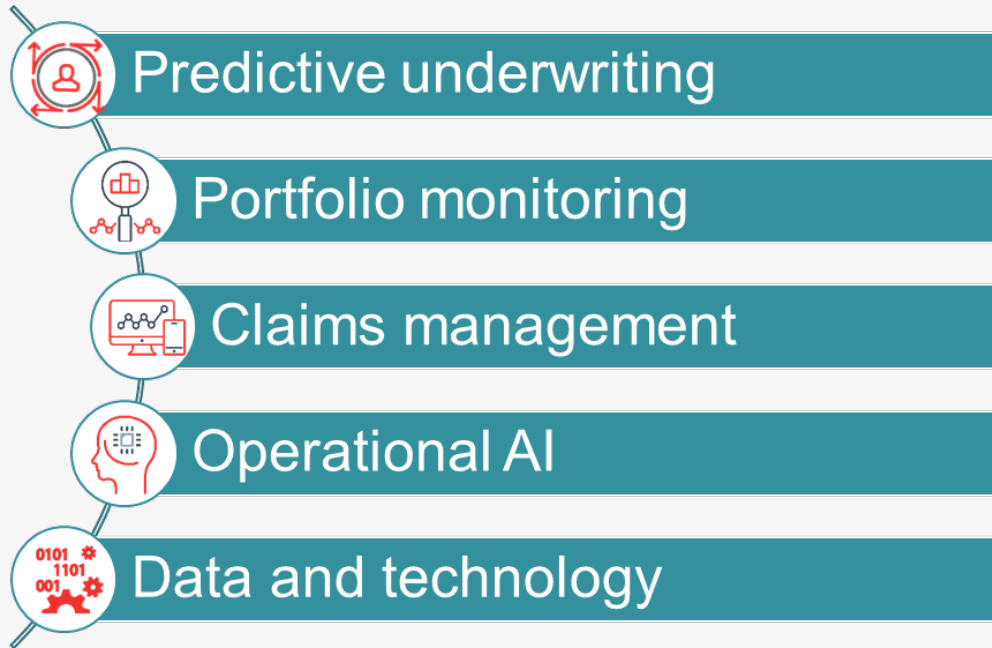 Predictive underwriting
Portfolio monitoring
Claims management
Operational AI
0101
1101
001
Data and technology